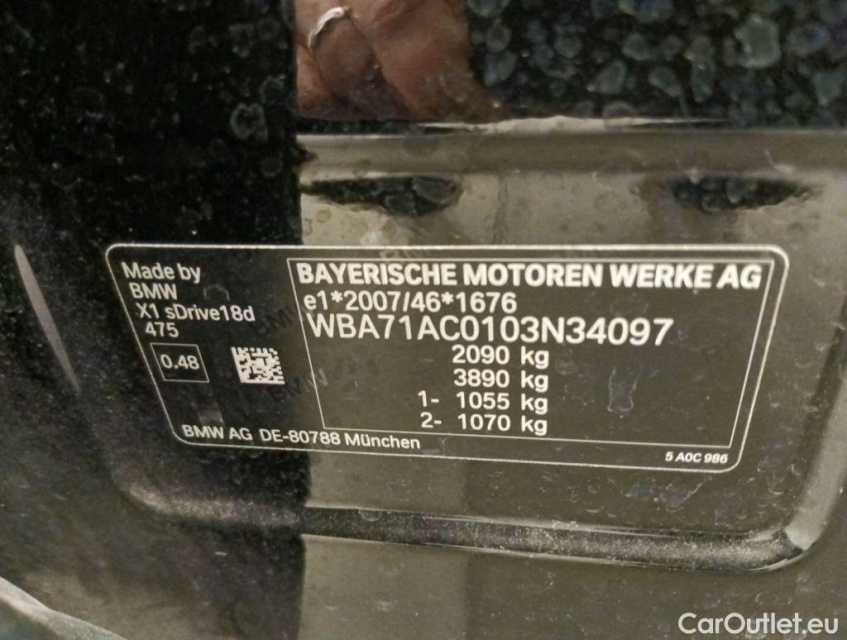 Made by
BMW
X1 sDrive18d
475
0.48
BMW AG DE-80788 München
BAYERISCHE MOTOREN WERKE AG
e1*2007/46*1676
WBA71AC0103N34097
2090 kg
3890 kg
1- 1055 kg
2- 1070 kg
5 A0C 986
CarOutlet.eu